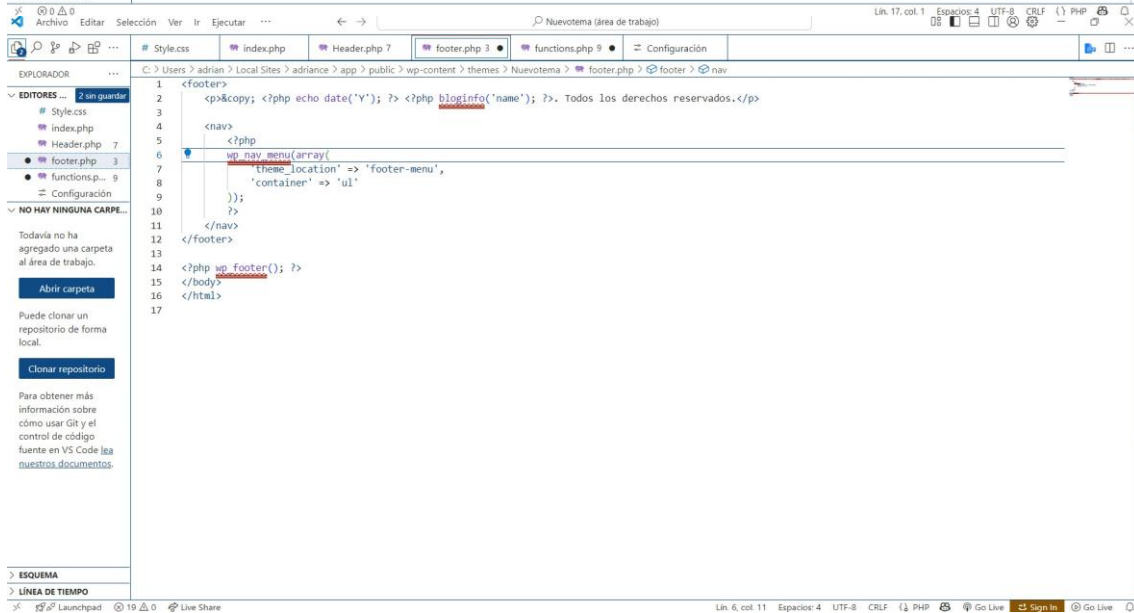 0 0
Archivo Editar Selección Ver Ir Ejecutar ···
Nuevotema (área de trabajo)
Lín. 17, col. 1 Espacios: 4 UTF-8 CRLF {} PHP
# Style.css index.php Header.php 7 footer.php 3 ● functions.php 9 ● Configuración
EXPLORADOR ···
C: > Users > adrian > Local Sites > adriance > app > public > wp-content > themes > Nuevotema > footer.php > footer > nav
EDITORES ... 2 sin guardar
# Style.css
index.php
Header.php 7
● footer.php 3
● functions.p... 9
Configuración
NO HAY NINGUNA CARPE...
Todavía no ha
agregado una carpeta
al área de trabajo.
Abrir carpeta
Puede clonar un
repositorio de forma
local.
Clonar repositorio
Para obtener más
información sobre
cómo usar Git y el
control de código
fuente en VS Code lea
nuestros documentos.
1 <footer>
2 <p>&copy; <?php echo date('Y'); ?> <?php bloginfo('name'); ?>. Todos los derechos reservados.</p>
3
4 <nav>
5 <?php
6 wp_nav_menu(array(
7 'theme_location' => 'footer-menu',
8 'container' => 'ul'
9 ));
10 ?>
11 </nav>
12 </footer>
13
14 <?php wp_footer(); ?>
15 </body>
16 </html>
17
> ESQUEMA
> LÍNEA DE TIEMPO
Launchpad 19 0 Live Share
Lín. 6, col. 11 Espacios: 4 UTF-8 CRLF PHP Go Live Sign In Go Live